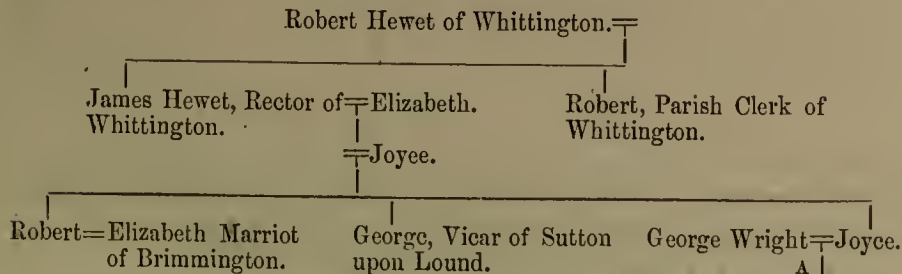 Robert Hewet of Whittington.=
James Hewet, Rector of=Elizabeth. Robert, Parish Clerk of
Whittington. Whittington.
=Joyce.
Robert=Elizabeth Marriot George, Vicar of Sutton George Wright=Joyce.
of Brimmington. upon Lound. A